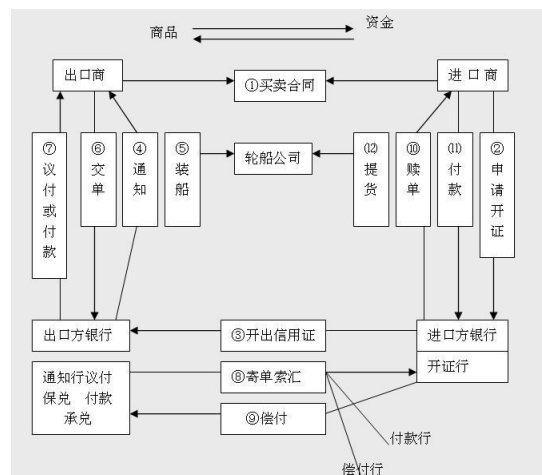 商品
资金
出口商
①买卖合同
进口商
⑦议付或付款
⑥交单
④通知
⑤装船
轮船公司
⑿提货
⑩赎单
⑾付款
②申请开证
出口方银行
③开出信用证
进口方银行
开证行
通知行议付
保兑 付款
承兑
⑧寄单索汇
⑨偿付
付款行
偿付行